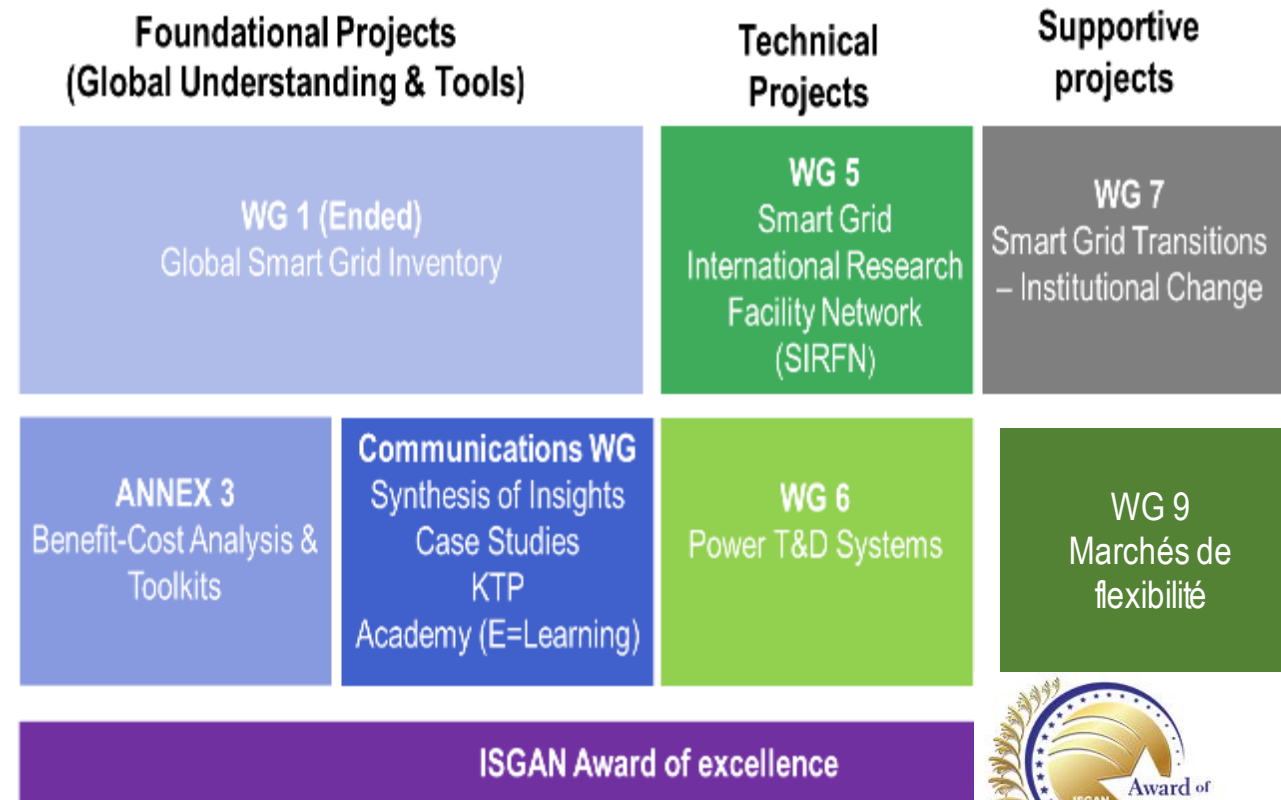 Foundational Projects
(Global Understanding & Tools)
Technical
Projects
Supportive
projects
WG 1 (Ended)
Global Smart Grid Inventory
WG 5
Smart Grid
International Research
Facility Network
(SIRFN)
WG 7
Smart Grid Transitions
– Institutional Change
ANNEX 3
Benefit-Cost Analysis &
Toolkits
Communications WG
Synthesis of Insights
Case Studies
KTP
Academy (E=Learning)
WG 6
Power T&D Systems
WG 9
Marchés de
flexibilité
ISGAN Award of excellence
Award of
ISGAN